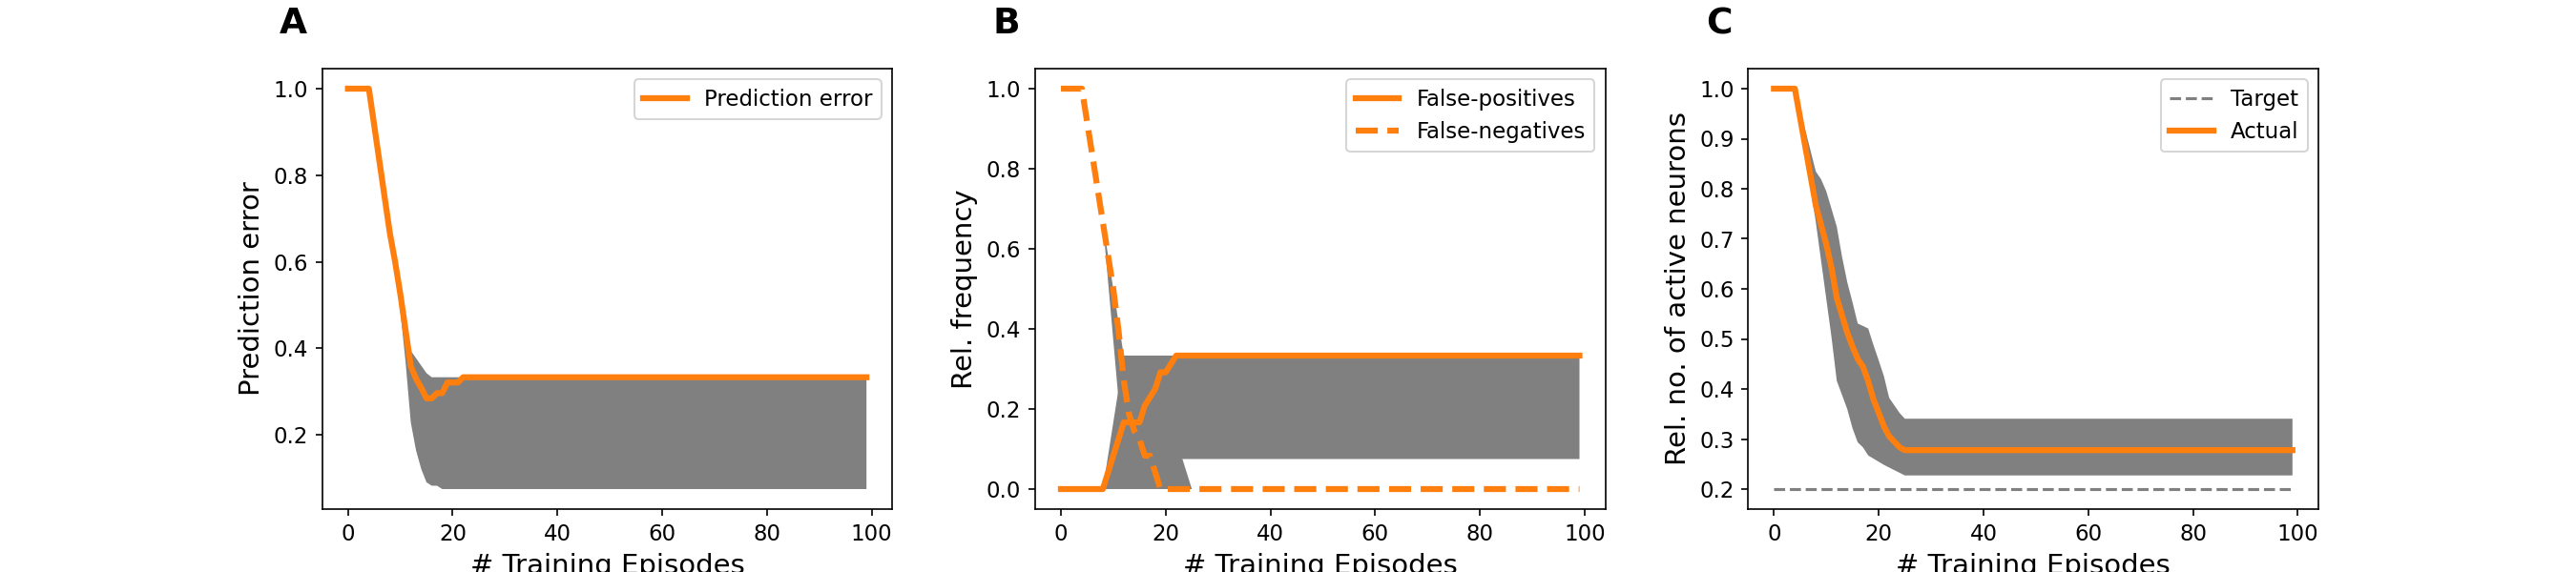 A
Prediction error
1.0
0.8
0.6
0.4
0.2
Prediction error
0
20
40
60
80
100
# Training Episodes
B
Rel. frequency
1.0
0.8
0.6
0.4
0.2
0.0
False-positives
False-negatives
0
20
40
60
80
100
# Training Episodes
C
Rel. no. of active neurons
1.0
0.9
0.8
0.7
0.6
0.5
0.4
0.3
0.2
Target
Actual
0
20
40
60
80
100
# Training Episodes